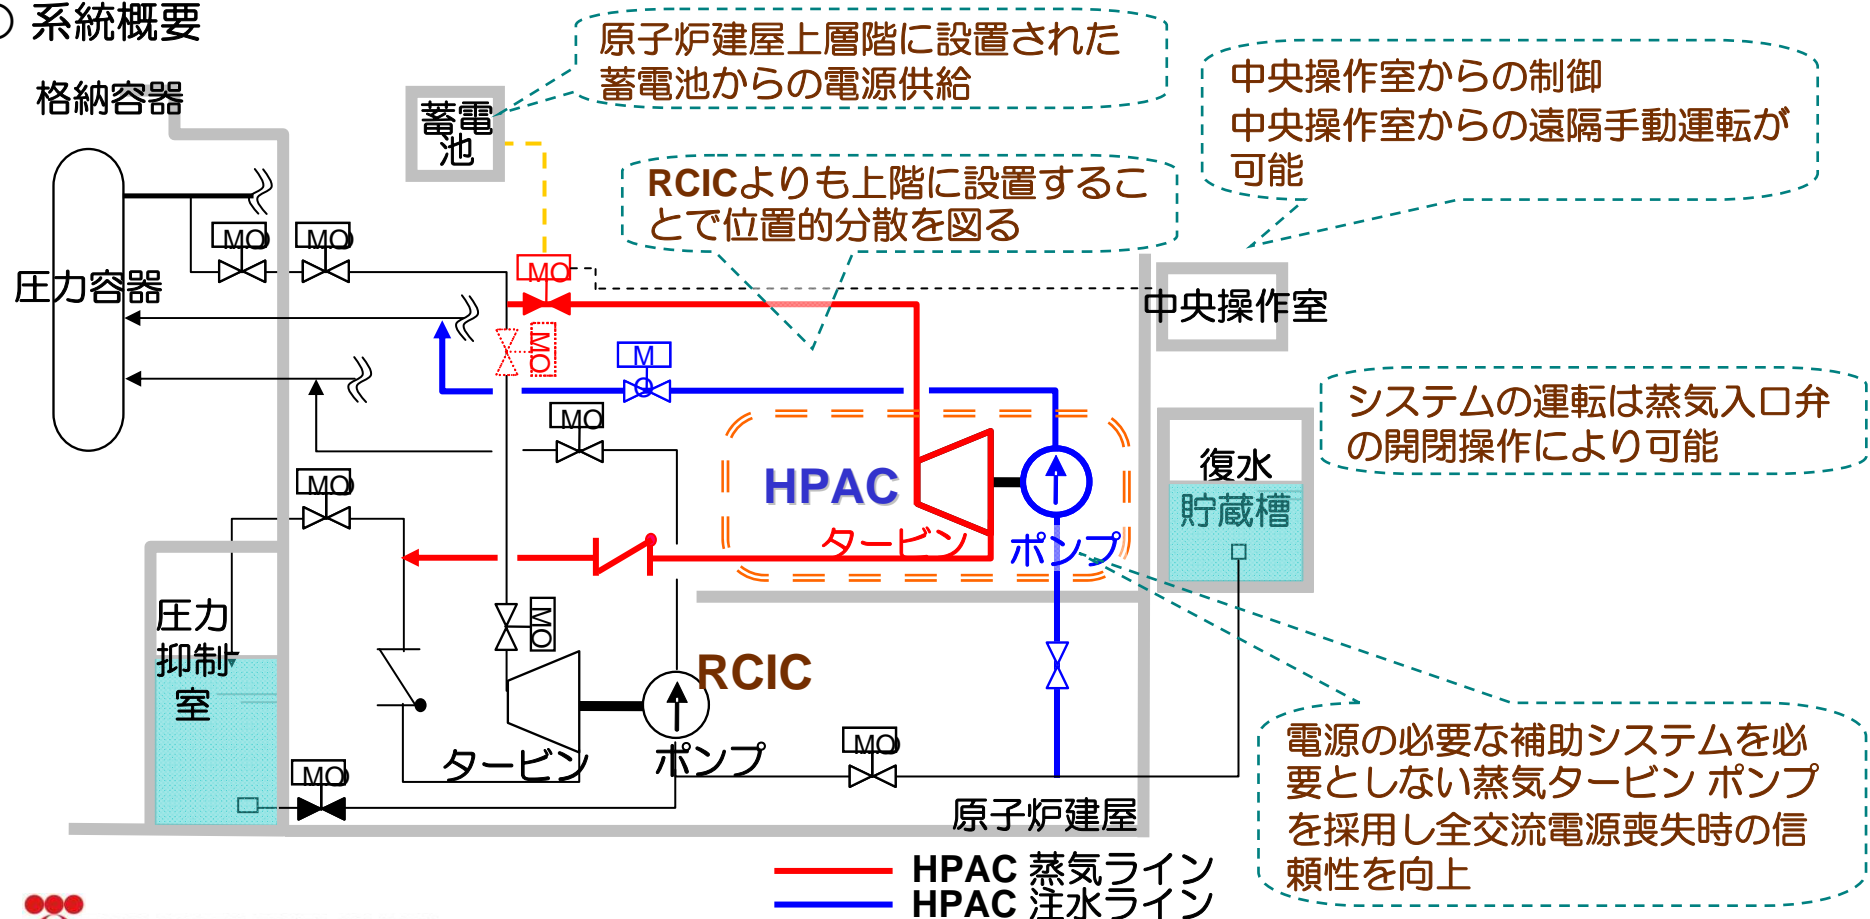 ○ 系統概要
原子炉建屋上層階に設置された
蓄電池からの電源供給
中央操作室からの制御
中央操作室からの遠隔手動運転が
可能
格納容器
蓄電
池
RCICよりも上階に設置するこ
とで位置的分散を図る
MO
MO
MO
圧力容器
中央操作室
MO
MO
システムの運転は蒸気入口弁
の開閉操作により可能
MO
復水
貯蔵槽
HPAC
MO
タービン
ポンプ
圧力
抑制
室
MO
RCIC
タービン
ポンプ
MO
MO
電源の必要な補助システムを必
要としない蒸気タービン ポンプ
を採用し全交流電源喪失時の信
頼性を向上
原子炉建屋
HPAC 蒸気ライン
HPAC 注水ライン